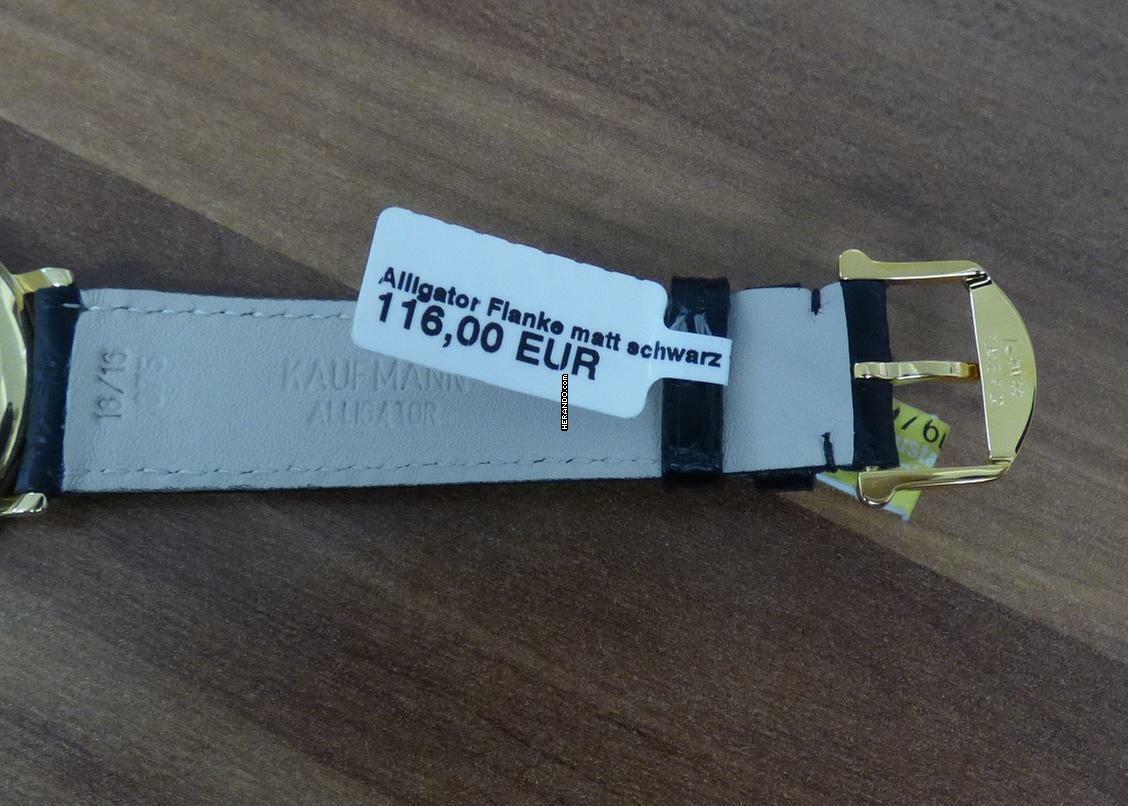 Alligator Flanke matt schwarz
116,00 EUR
18/16
KAUFMANN
ALLIGATOR
HERANDO.com